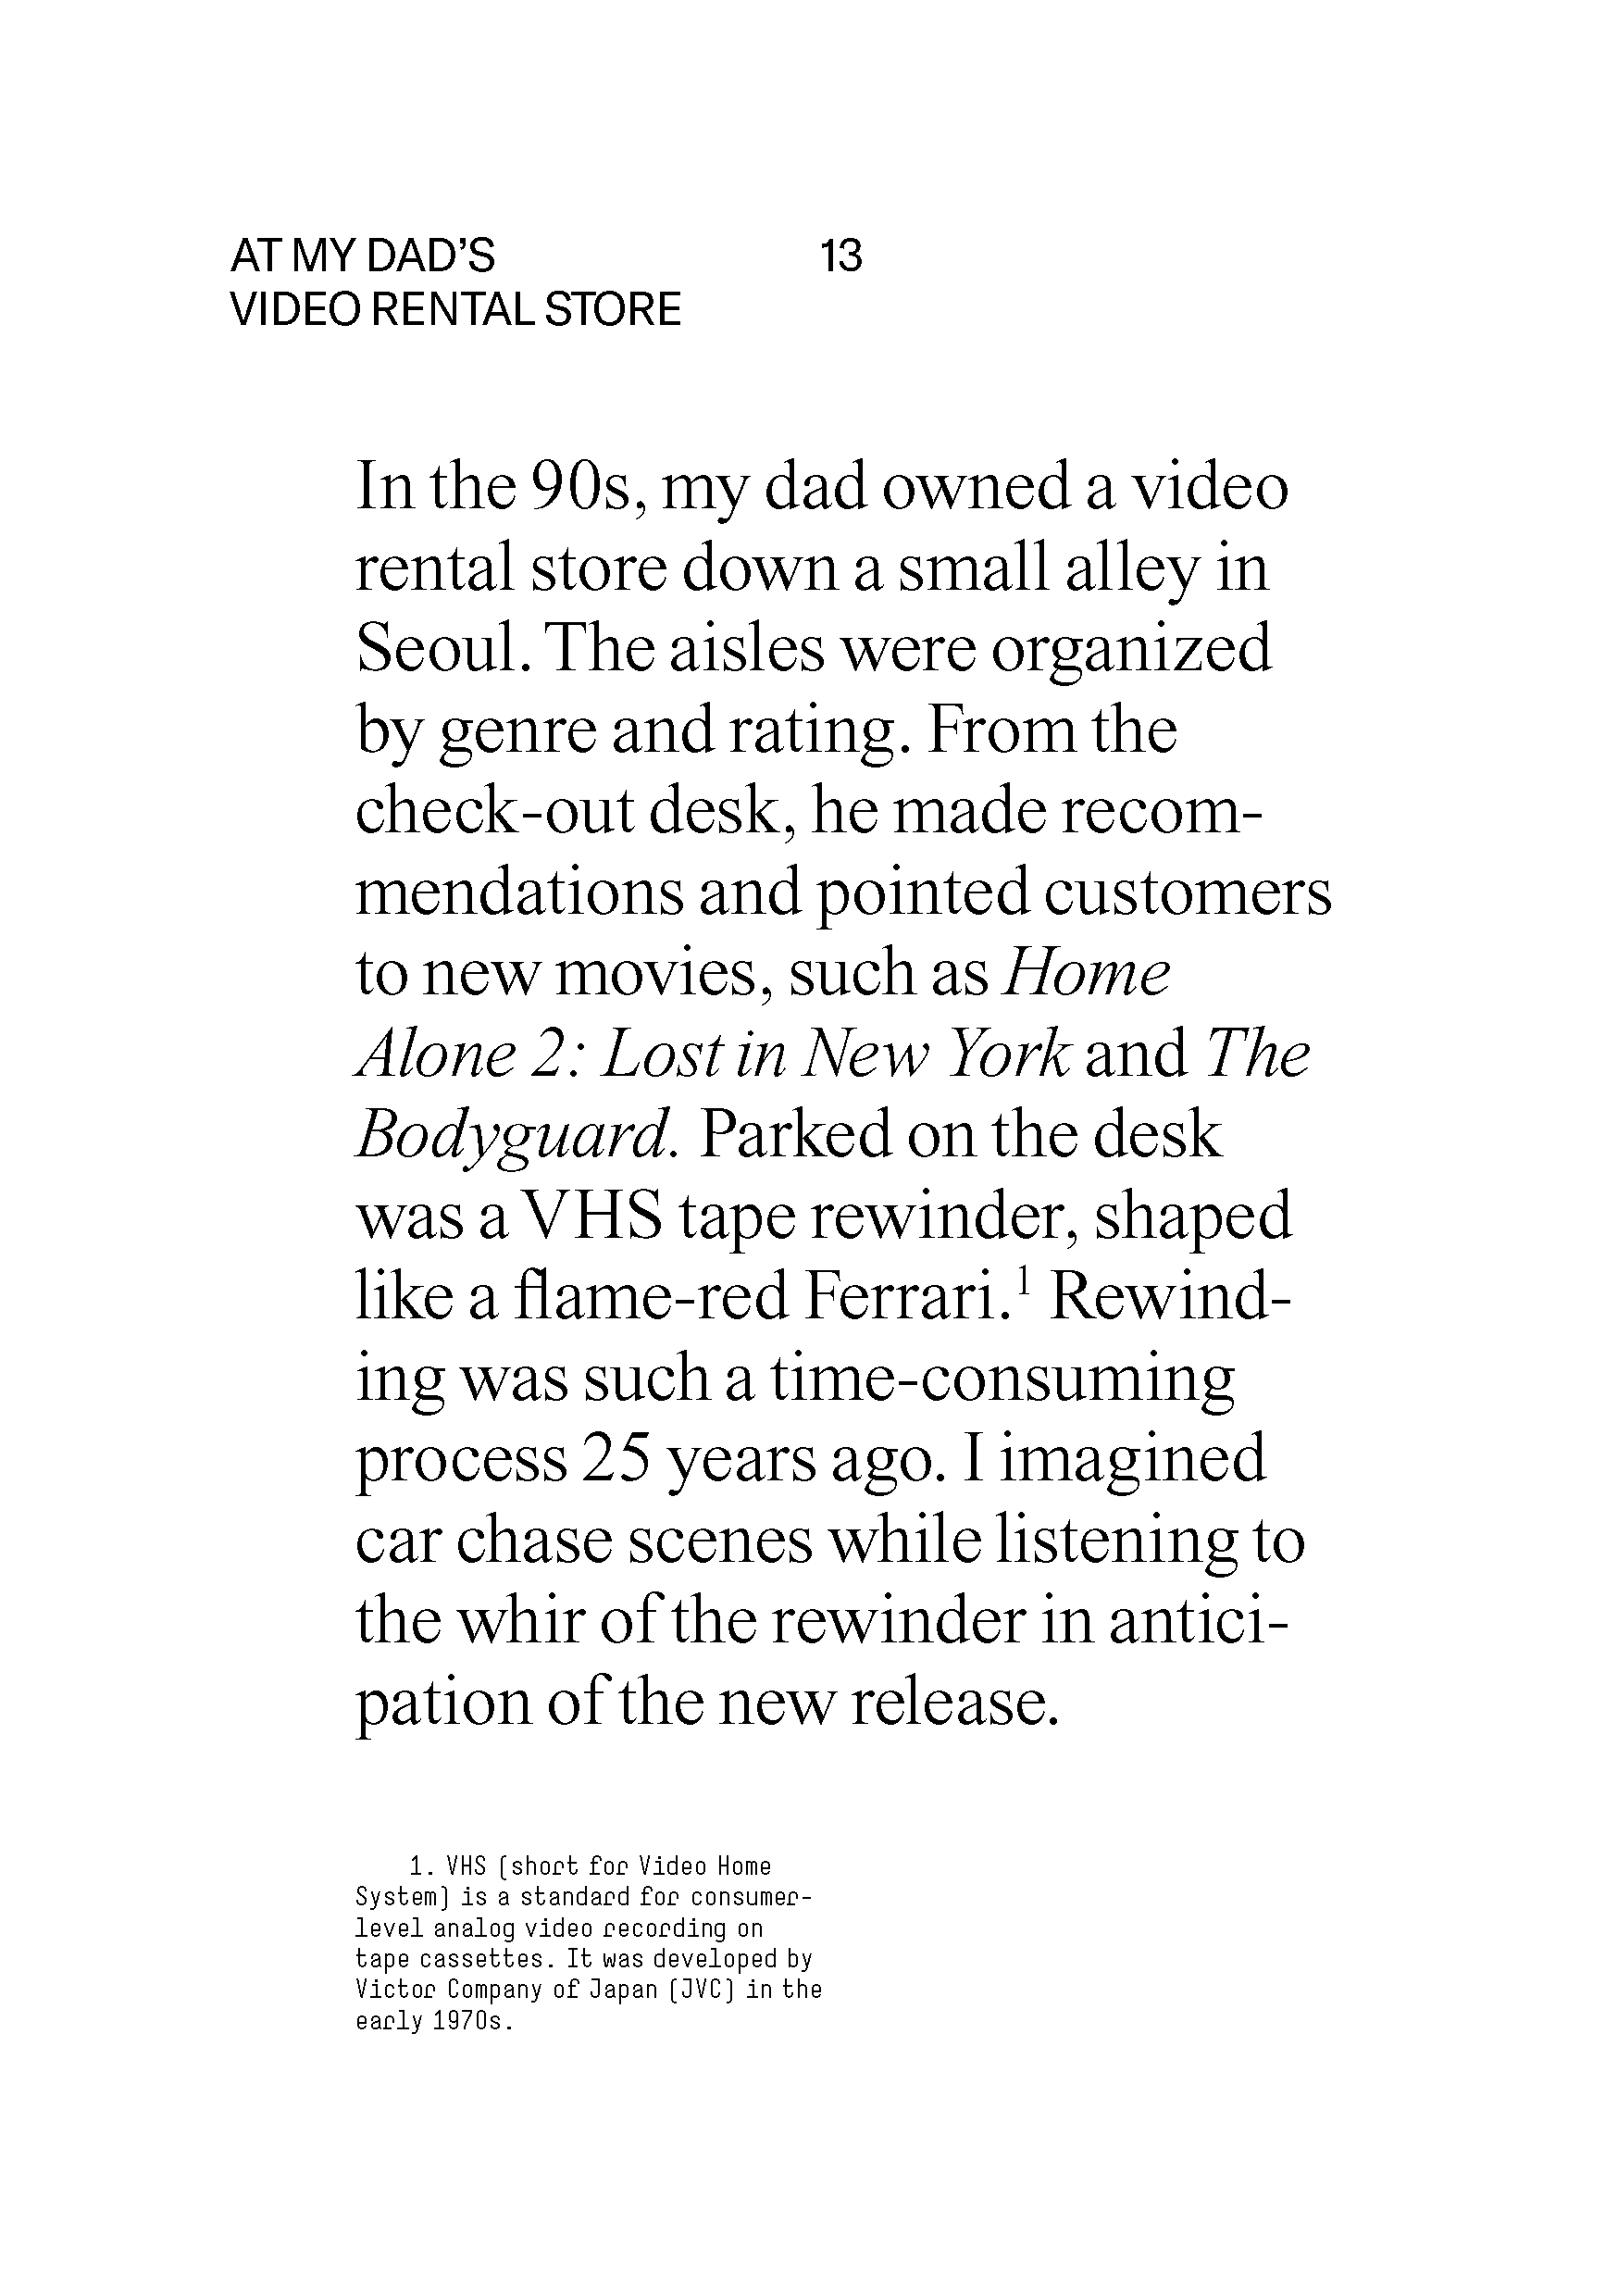 AT MY DAD’S 13
VIDEO RENTAL STORE
In the 90s, my dad owned a video
rental store down a small alley in
Seoul. The aisles were organized
by genre and rating. From the
check-out desk, he made recom-
mendations and pointed customers
to new movies, such as Home
Alone 2: Lost in New York and The
Bodyguard. Parked on the desk
was a VHS tape rewinder, shaped
like a flame-red Ferrari.¹ Rewind-
ing was such a time-consuming
process 25 years ago. I imagined
car chase scenes while listening to
the whir of the rewinder in antici-
pation of the new release.
1. VHS (short for Video Home
System) is a standard for consumer-
level analog video recording on
tape cassettes. It was developed by
Victor Company of Japan (JVC) in the
early 1970s.